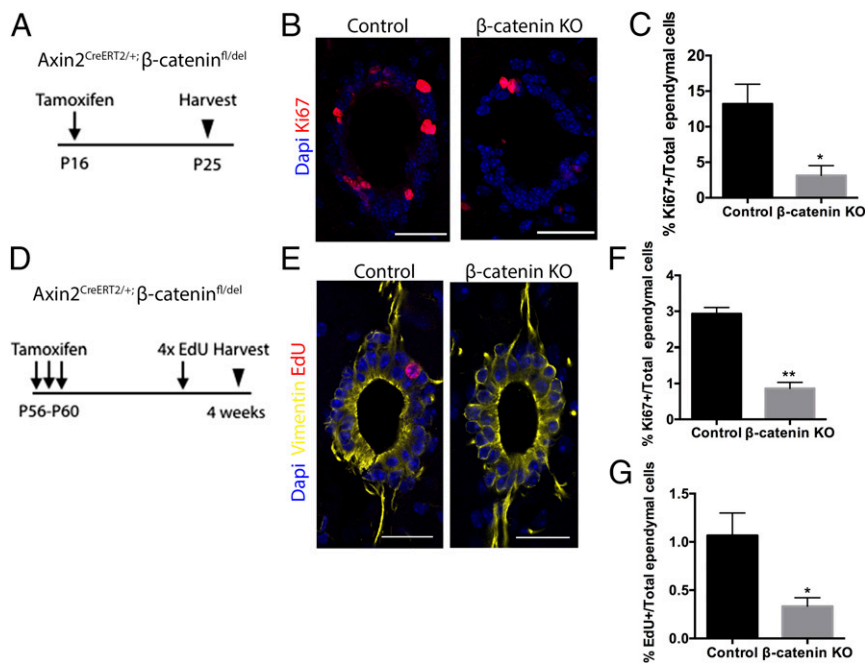 A
Axin2CreERT2/+; β-cateninfl/del
Tamoxifen Harvest
P16 P25
B
Control β-catenin KO
Dapi Ki67
C
% Ki67+/Total ependymal cells
20
15
10
5
0
Control β-catenin KO
*
D
Axin2CreERT2/+;β-cateninfl/del
Tamoxifen 4x EdU Harvest
P56-P60 4 weeks
E
Control β-catenin KO
Dapi Vimentin EdU
F
% Ki67+/Total ependymal cells
4
3
2
1
0
Control β-catenin KO
**
G
% EdU+/Total ependymal cells
1.5
1.0
0.5
0.0
Control β-catenin KO
*